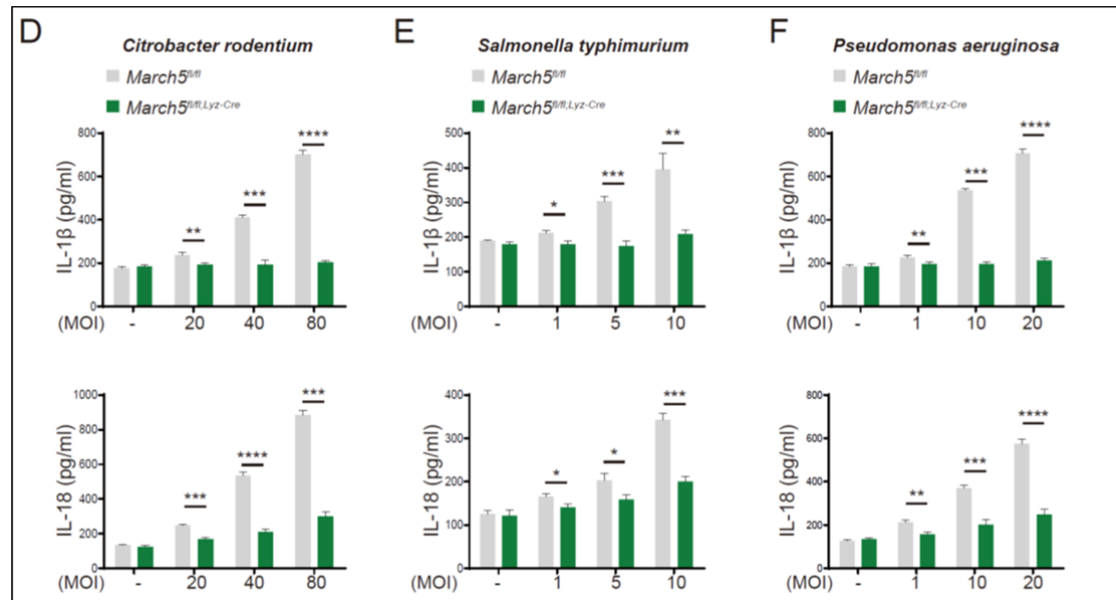 D
Citrobacter rodentium
March5fl/fl
March5fl/fl;Lyz-Cre
IL-1β (pg/ml)
800
600
400
200
0
**
***
****
(MOI)
- 20 40 80
IL-18 (pg/ml)
1000
800
600
400
200
0
***
****
***
(MOI)
- 20 40 80
E
Salmonella typhimurium
March5fl/fl
March5fl/fl;Lyz-Cre
IL-1β (pg/ml)
500
400
300
200
100
0
*
***
**
(MOI)
- 1 5 10
IL-18 (pg/ml)
400
300
200
100
0
*
*
***
(MOI)
- 1 5 10
F
Pseudomonas aeruginosa
March5fl/fl
March5fl/fl;Lyz-Cre
IL-1β (pg/ml)
800
600
400
200
0
**
***
****
(MOI)
- 1 10 20
IL-18 (pg/ml)
800
600
400
200
0
**
***
****
(MOI)
- 1 10 20